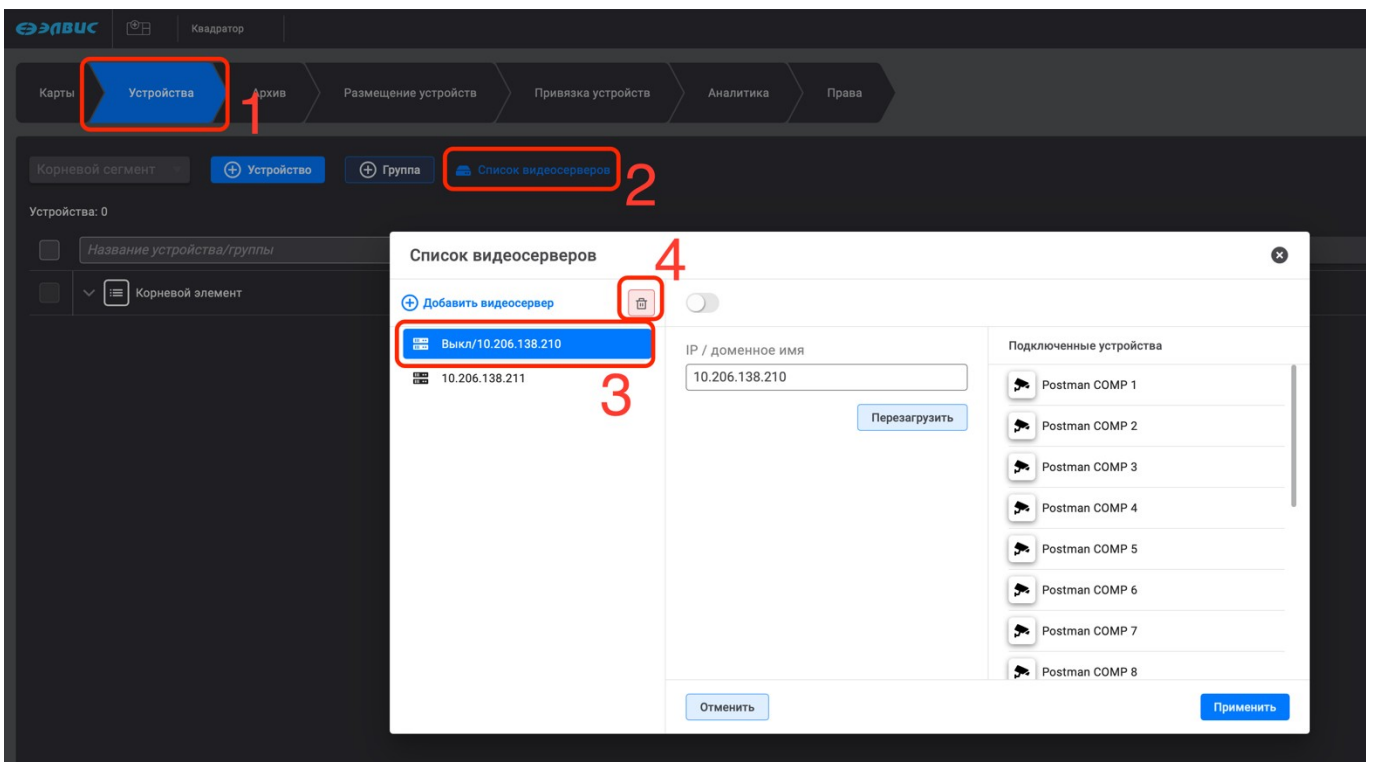 ЭЛВИС
Квадратор
Карты
Устройства
Архив
Размещение устройств
Привязка устройств
Аналитика
Права
1
Корневой сегмент
Устройство
Группа
Список видеосерверов
2
Устройства: 0
Название устройства/группы
Корневой элемент
Список видеосерверов
4
Добавить видеосервер
Выкл/10.206.138.210
10.206.138.211
3
IP / доменное имя
10.206.138.210
Перезагрузить
Подключенные устройства
Postman COMP 1
Postman COMP 2
Postman COMP 3
Postman COMP 4
Postman COMP 5
Postman COMP 6
Postman COMP 7
Postman COMP 8
Отменить
Применить